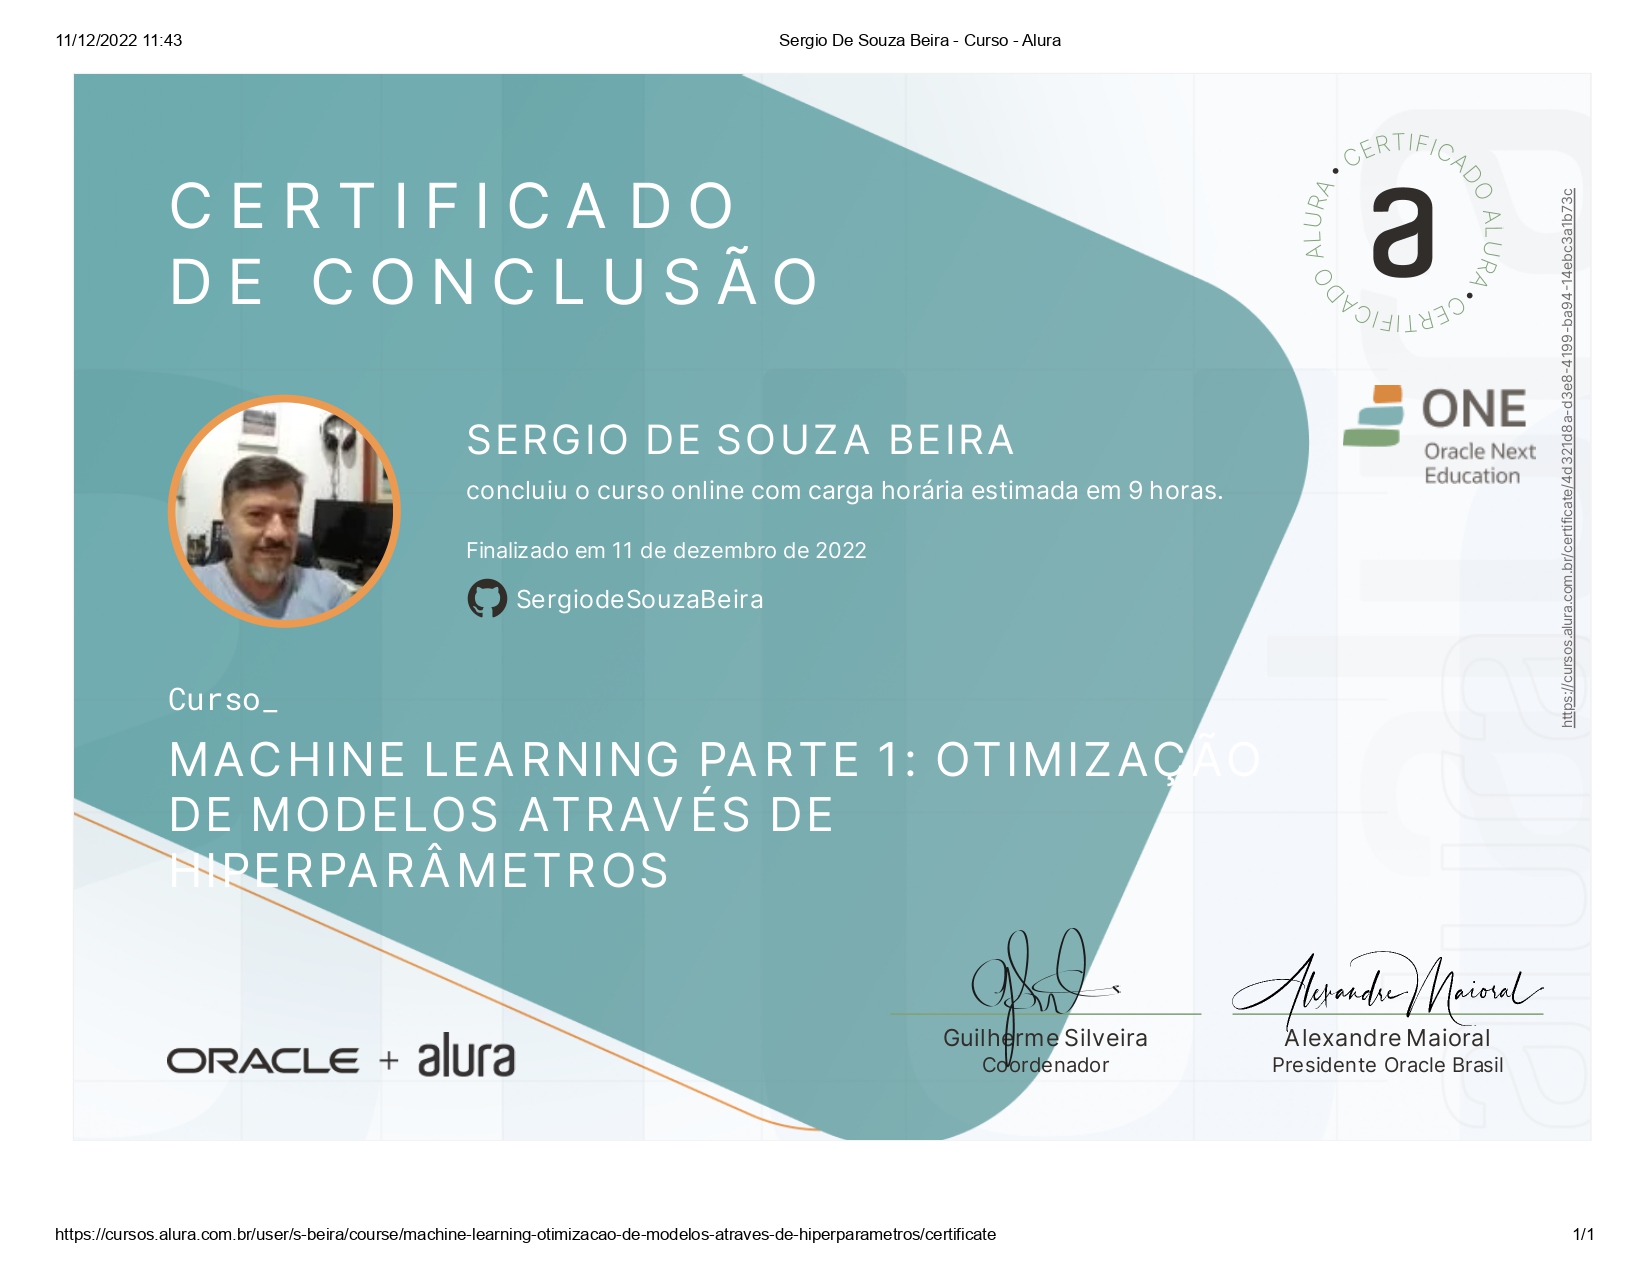 11/12/2022 11:43
Sergio De Souza Beira - Curso - Alura
CERTIFICADO
DE CONCLUSÃO
CERTIFICADO ALURA • CERTIFICADO ALURA •
a
https://cursos.alura.com.br/certificate/4d321d8a-d3e8-4199-ba94-14ebc3a1b73c
ONE
Oracle Next
Education
SERGIO DE SOUZA BEIRA
concluiu o curso online com carga horária estimada em 9 horas.
Finalizado em 11 de dezembro de 2022
SergiodeSouzaBeira
Curso_
MACHINE LEARNING PARTE 1: OTIMIZAÇÃO
DE MODELOS ATRAVÉS DE
HIPERPARÂMETROS
alura
Alexandre Maioral
Guilherme Silveira
Coordenador
Alexandre Maioral
Presidente Oracle Brasil
ORACLE + alura
https://cursos.alura.com.br/user/s-beira/course/machine-learning-otimizacao-de-modelos-atraves-de-hiperparametros/certificate
1/1